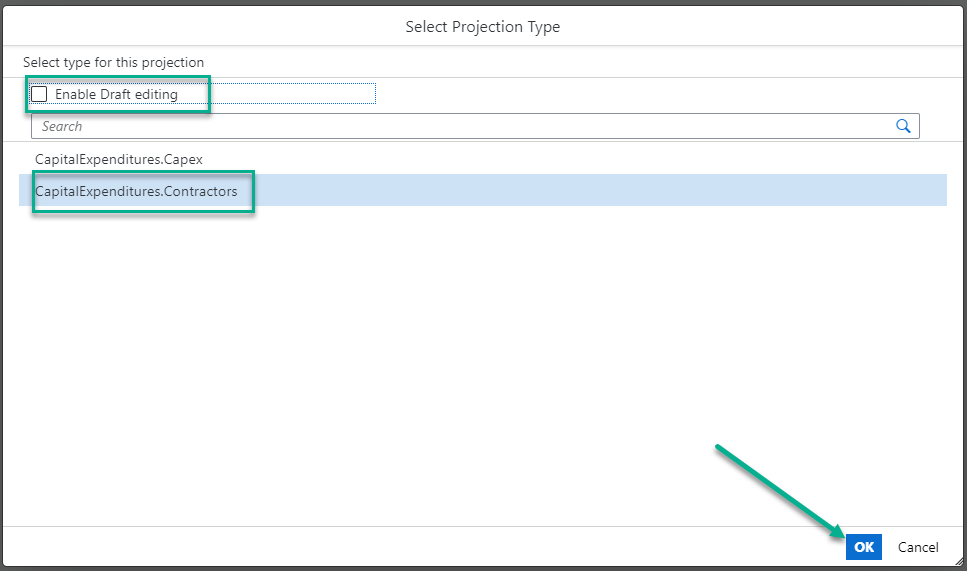 Select Projection Type
Select type for this projection
Enable Draft editing
Search
CapitalExpenditures.Capex
CapitalExpenditures.Contractors
OK Cancel